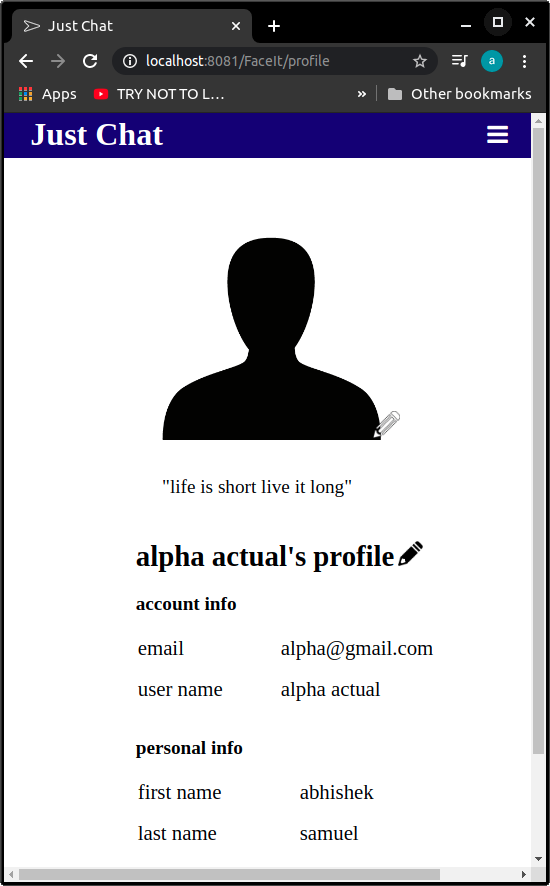 Just Chat
localhost:8081/FaceIt/profile
a
Apps TRY NOT TO L... » Other bookmarks
Just Chat
"life is short live it long"
alpha actual's profile
account info
email alpha@gmail.com
user name alpha actual
personal info
first name abhishek
last name samuel